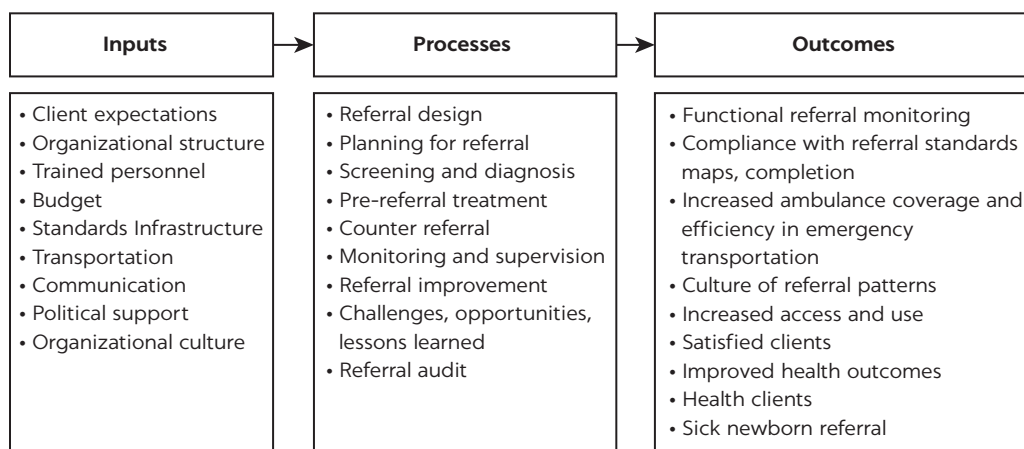 Inputs
Processes
Outcomes
• Client expectations
• Organizational structure
• Trained personnel
• Budget
• Standards Infrastructure
• Transportation
• Communication
• Political support
• Organizational culture
• Referral design
• Planning for referral
• Screening and diagnosis
• Pre-referral treatment
• Counter referral
• Monitoring and supervision
• Referral improvement
• Challenges, opportunities,
lessons learned
• Referral audit
• Functional referral monitoring
• Compliance with referral standards
maps, completion
• Increased ambulance coverage and
efficiency in emergency
transportation
• Culture of referral patterns
• Increased access and use
• Satisfied clients
• Improved health outcomes
• Health clients
• Sick newborn referral